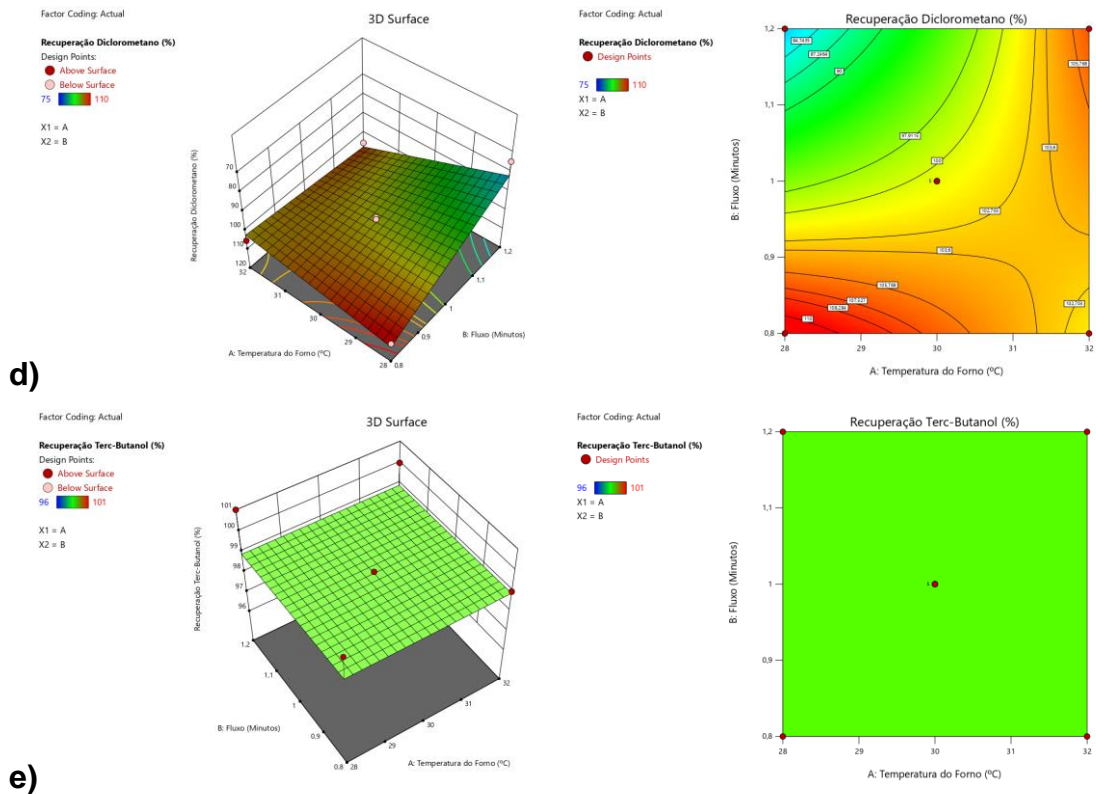 Factor Coding: Actual
Recuperação Diclorometano (%)
Design Points:
Above Surface
Below Surface
75 110
X1 = A
X2 = B
3D Surface
Recuperação Diclorometano (%)
70
80
90
100
110
120
32
31
30
29
28
A: Temperatura do Forno (ºC)
0.8
0,9
1
1,1
1,2
B: Fluxo (Minutos)
Factor Coding: Actual
Recuperação Diclorometano (%)
Design Points
75 110
X1 = A
X2 = B
Recuperação Diclorometano (%)
B: Fluxo (Minutos)
1,2
1,1
1
0,9
0,8
28 29 30 31 32
A: Temperatura do Forno (ºC)
100
110
d)
Factor Coding: Actual
Recuperação Terc-Butanol (%)
Design Points:
Above Surface
Below Surface
96 101
X1 = A
X2 = B
3D Surface
Recuperação Terc-Butanol (%)
101
100
99
98
97
96
1,2
1,1
1
0,9
0.8
B: Fluxo (Minutos)
28
29
30
31
32
A: Temperatura do Forno (ºC)
Factor Coding: Actual
Recuperação Terc-Butanol (%)
Design Points
96 101
X1 = A
X2 = B
Recuperação Terc-Butanol (%)
B: Fluxo (Minutos)
1,2
1,1
1
0,9
0,8
28 29 30 31 32
A: Temperatura do Forno (ºC)
e)